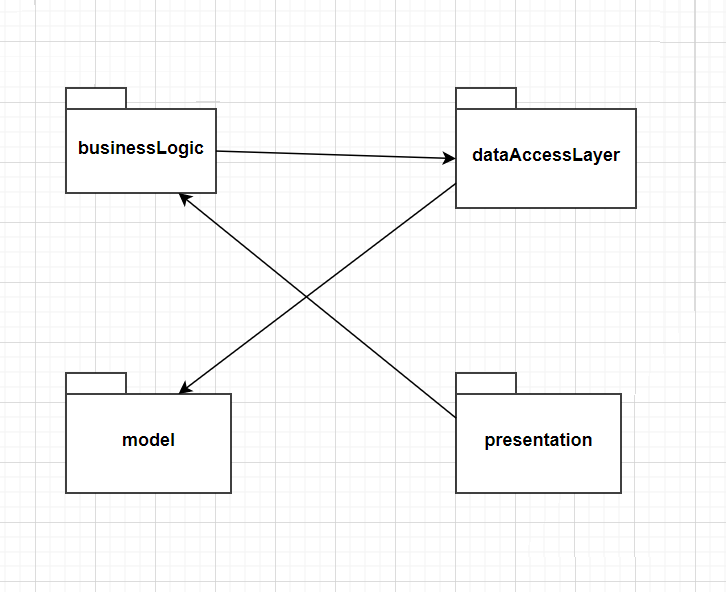 businessLogic
dataAccessLayer
model
presentation